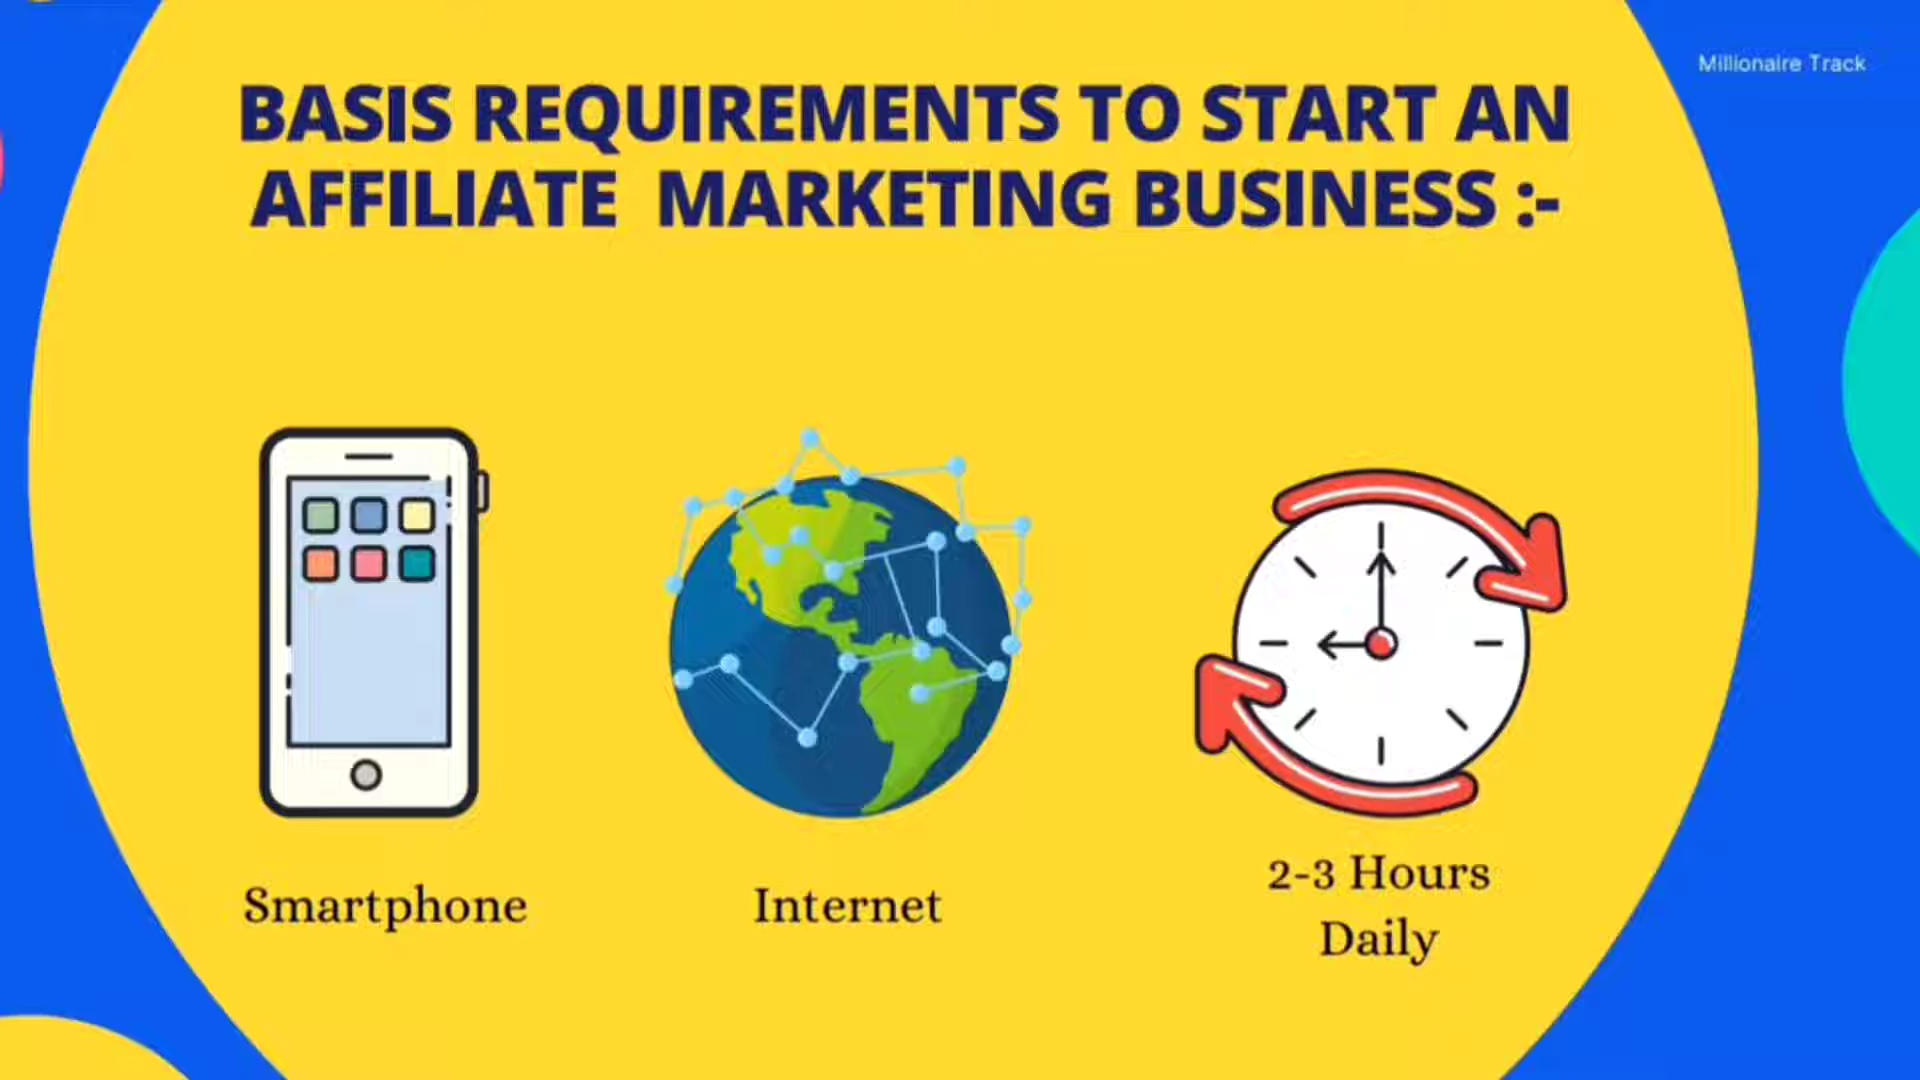 Millionaire Track
BASIS REQUIREMENTS TO START AN
AFFILIATE MARKETING BUSINESS :-
Smartphone
Internet
2-3 Hours
Daily